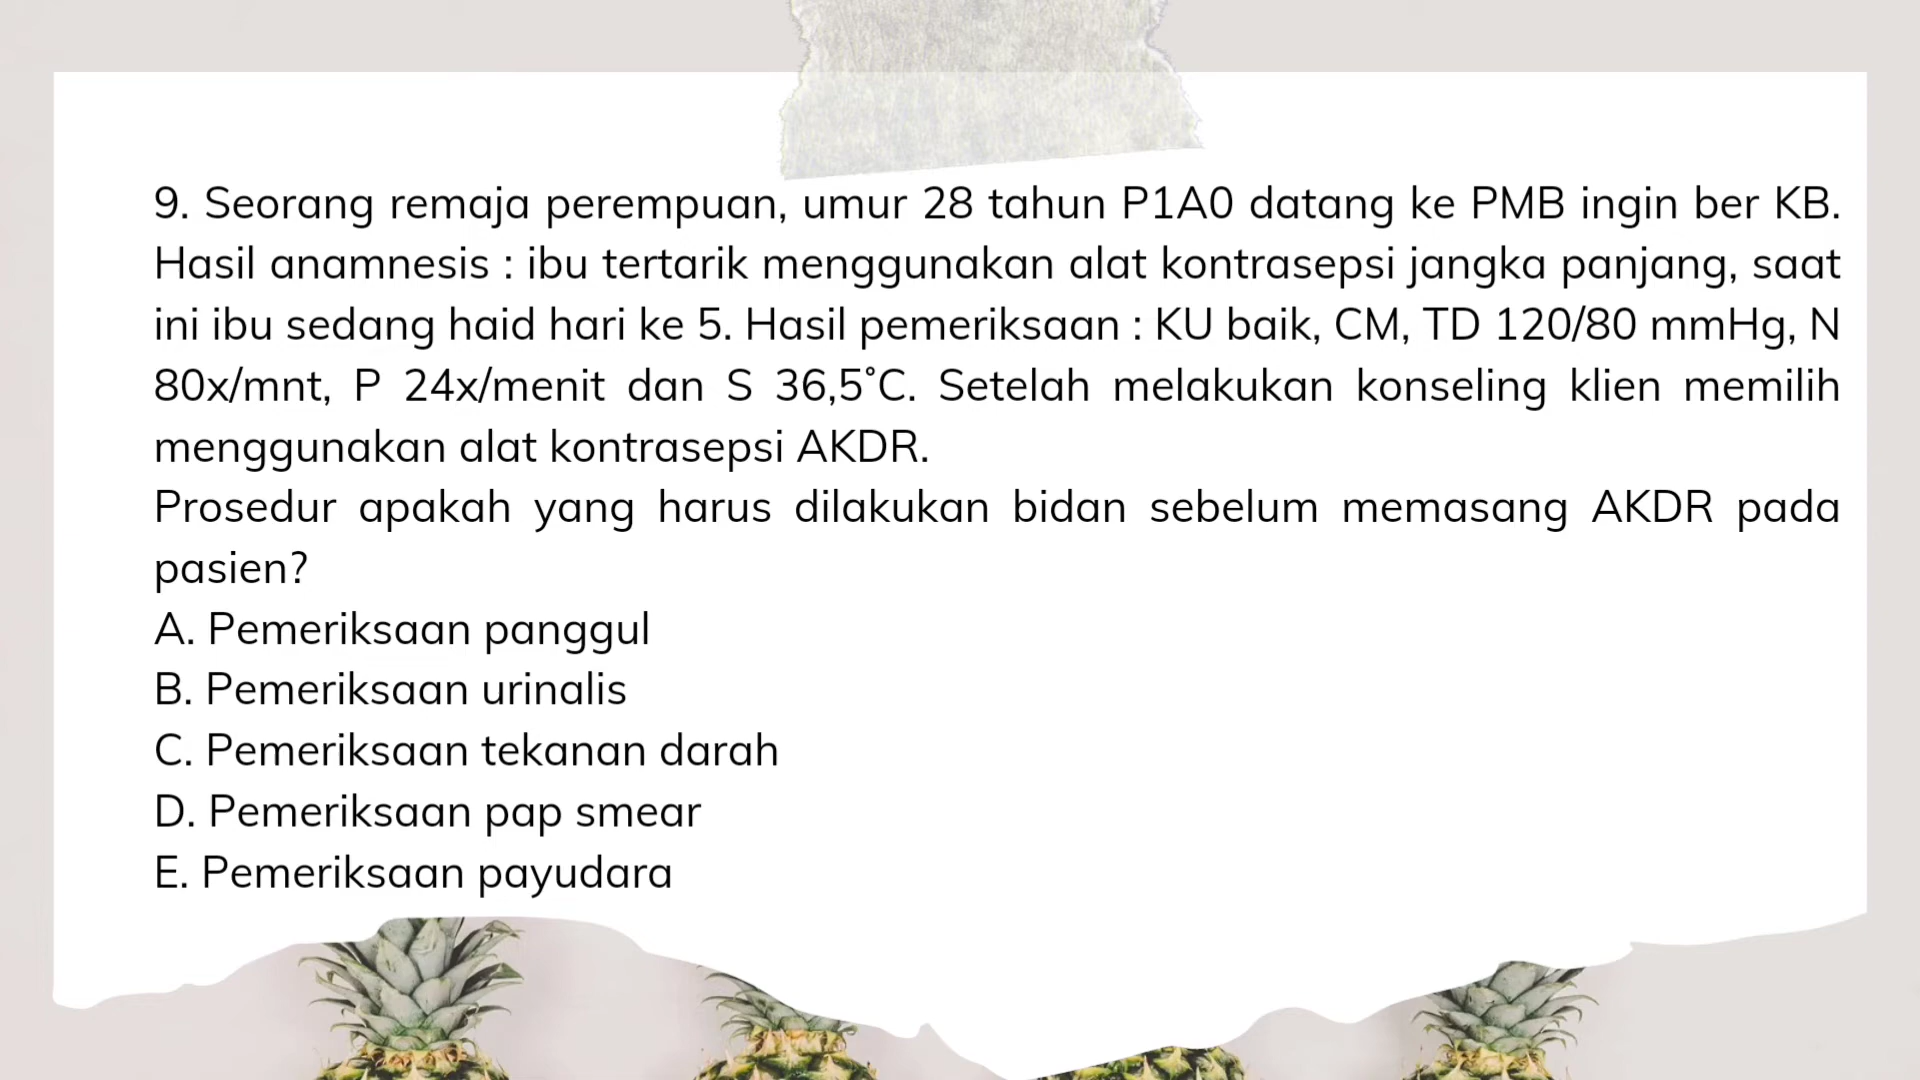 9. Seorang remaja perempuan, umur 28 tahun P1A0 datang ke PMB ingin ber KB.
Hasil anamnesis : ibu tertarik menggunakan alat kontrasepsi jangka panjang, saat
ini ibu sedang haid hari ke 5. Hasil pemeriksaan : KU baik, CM, TD 120/80 mmHg, N
80x/mnt, P 24x/menit dan S 36,5°C. Setelah melakukan konseling klien memilih
menggunakan alat kontrasepsi AKDR.
Prosedur apakah yang harus dilakukan bidan sebelum memasang AKDR pada
pasien?
A. Pemeriksaan panggul
B. Pemeriksaan urinalis
C. Pemeriksaan tekanan darah
D. Pemeriksaan pap smear
E. Pemeriksaan payudara